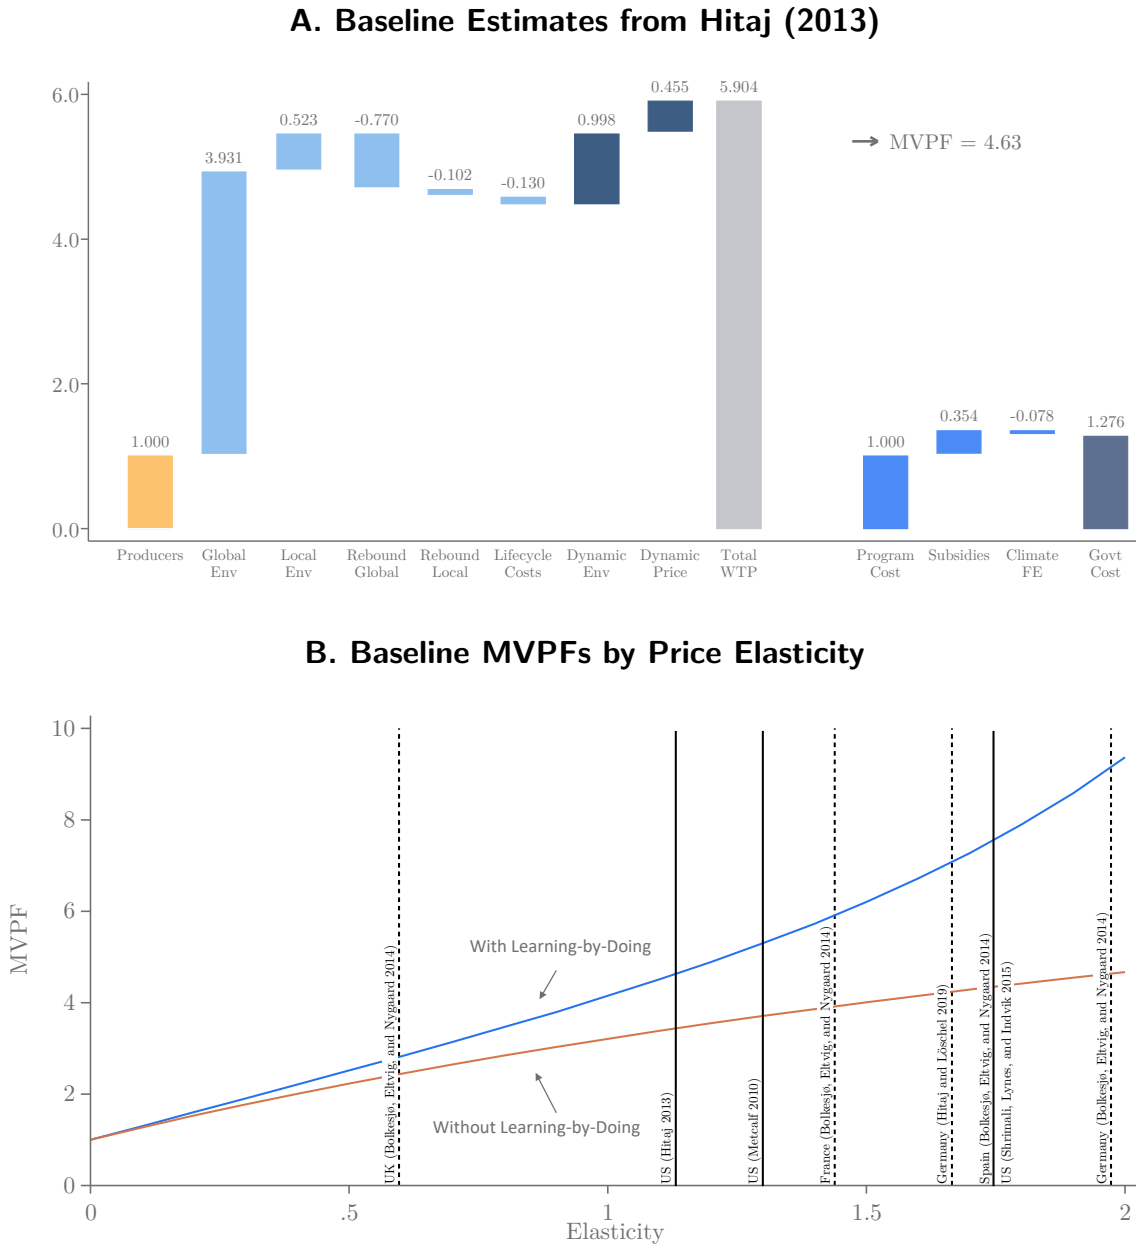 A. Baseline Estimates from Hitaj (2013)
6.0
4.0
2.0
0.0
1.000
3.931
0.523
-0.770
-0.102
-0.130
0.998
0.455
5.904
→ MVPF = 4.63
1.000
0.354
-0.078
1.276
Producers
Global
Env
Local
Env
Rebound
Global
Rebound
Local
Lifecycle
Costs
Dynamic
Env
Dynamic
Price
Total
WTP
Program
Cost
Subsidies
Climate
FE
Govt
Cost
B. Baseline MVPFs by Price Elasticity
MVPF
10
8
6
4
2
0
With Learning-by-Doing
Without Learning-by-Doing
UK (Bolkesjø, Eltvig, and Nygaard 2014)
US (Hitaj 2013)
US (Metcalf 2010)
France (Bolkesjø, Eltvig, and Nygaard 2014)
Germany (Hitaj and Löschel 2019)
Spain (Bolkesjø, Eltvig, and Nygaard 2014)
US (Shrimali, Lynes, and Indvik 2015)
Germany (Bolkesjø, Eltvig, and Nygaard 2014)
0
.5
1
1.5
2
Elasticity